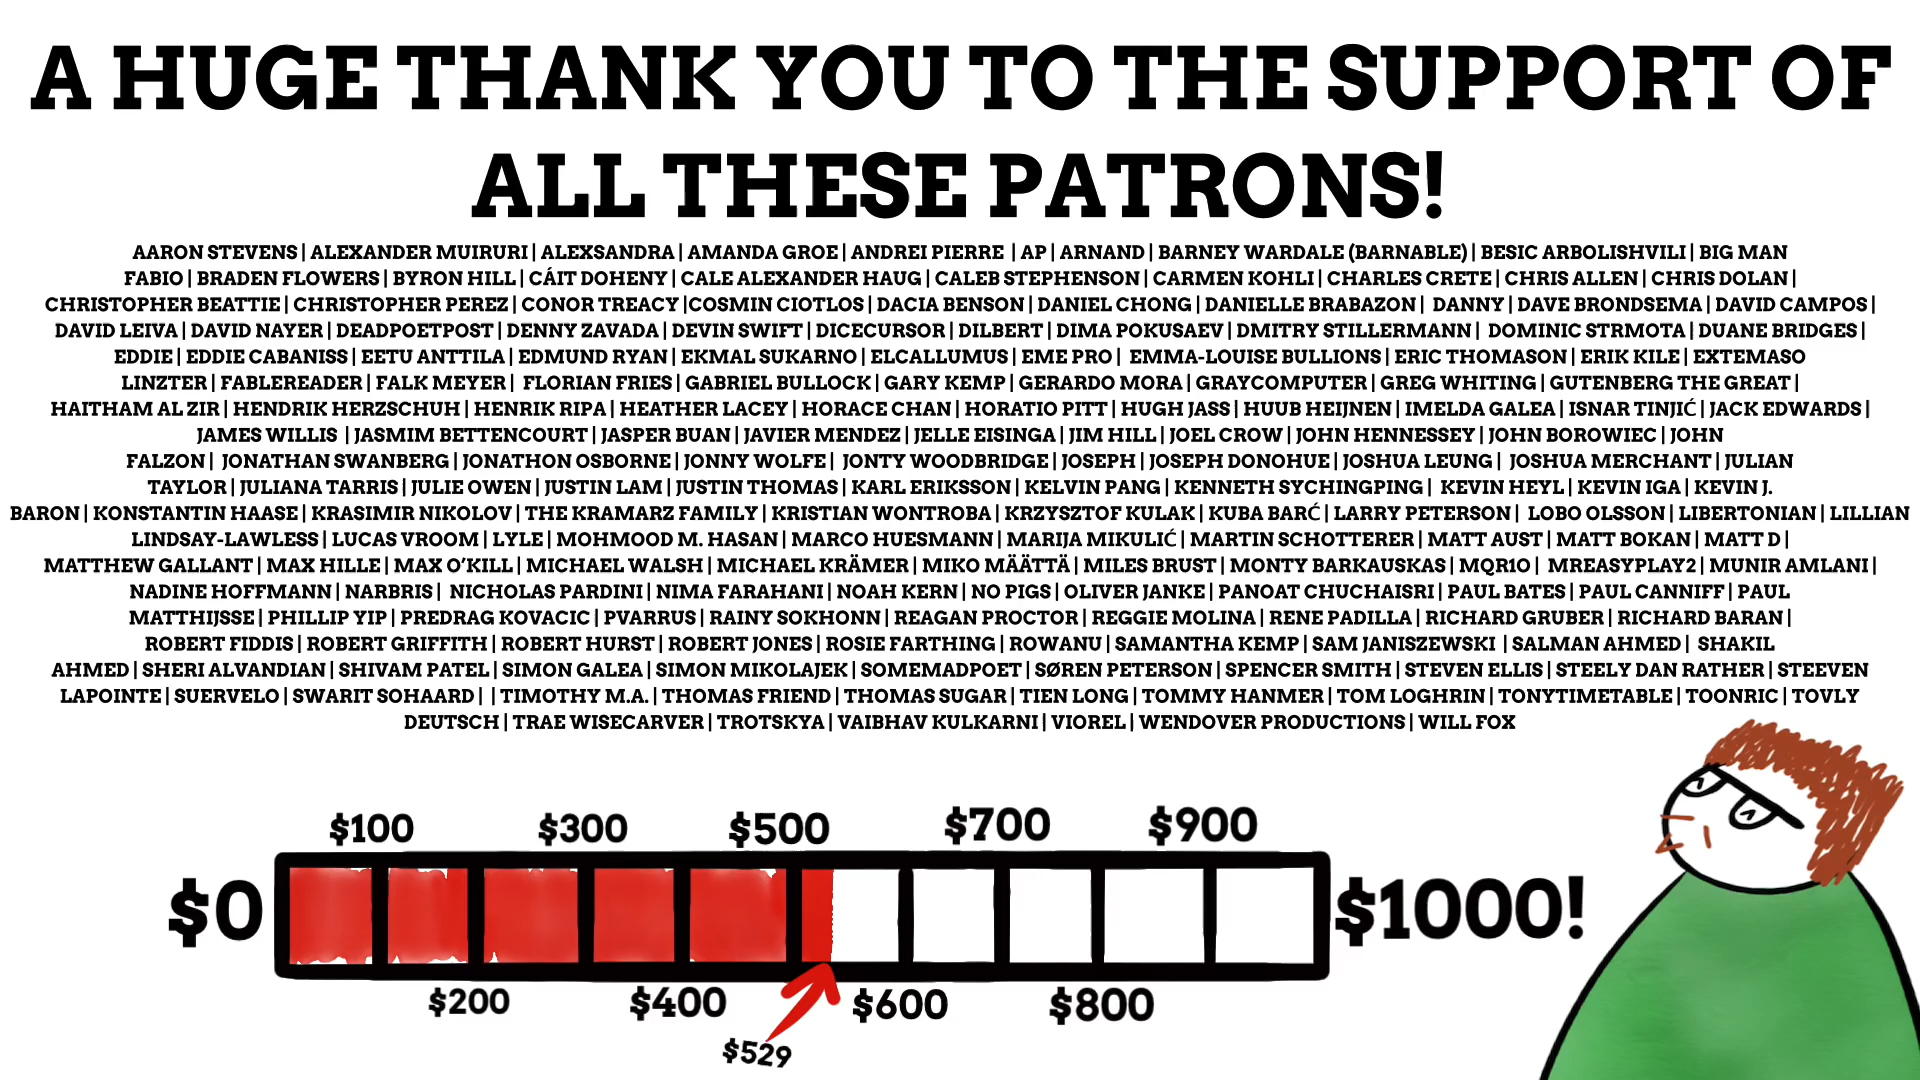 A HUGE THANK YOU TO THE SUPPORT OF
ALL THESE PATRONS!
AARON STEVENS | ALEXANDER MUIRURI | ALEXSANDRA | AMANDA GROE | ANDREI PIERRE | AP | ARNAND | BARNEY WARDALE (BARNABLE) | BESIC ARBOLISHVILI | BIG MAN
FABIO | BRADEN FLOWERS | BYRON HILL | CÁIT DOHENY | CALE ALEXANDER HAUG | CALEB STEPHENSON | CARMEN KOHLI | CHARLES CRETE | CHRIS ALLEN | CHRIS DOLAN |
CHRISTOPHER BEATTIE | CHRISTOPHER PEREZ | CONOR TREACY |COSMIN CIOTLOS | DACIA BENSON | DANIEL CHONG | DANIELLE BRABAZON | DANNY | DAVE BRONDSEMA | DAVID CAMPOS |
DAVID LEIVA | DAVID NAYER | DEADPOETPOST | DENNY ZAVADA | DEVIN SWIFT | DICECURSOR | DILBERT | DIMA POKUSAEV | DMITRY STILLERMANN | DOMINIC STRMOTA | DUANE BRIDGES |
EDDIE | EDDIE CABANISS | EETU ANTTILA | EDMUND RYAN | EKMAL SUKARNO | ELCALLUMUS | EME PRO | EMMA-LOUISE BULLIONS | ERIC THOMASON | ERIK KILE | EXTEMASO
LINZTER | FABLEREADER | FALK MEYER | FLORIAN FRIES | GABRIEL BULLOCK | GARY KEMP | GERARDO MORA | GRAYCOMPUTER | GREG WHITING | GUTENBERG THE GREAT |
HAITHAM AL ZIR | HENDRIK HERZSCHUH | HENRIK RIPA | HEATHER LACEY | HORACE CHAN | HORATIO PITT | HUGH JASS | HUUB HEIJNEN | IMELDA GALEA | ISNAR TINJIĆ | JACK EDWARDS |
JAMES WILLIS | JASMIM BETTENCOURT | JASPER BUAN | JAVIER MENDEZ | JELLE EISINGA | JIM HILL | JOEL CROW | JOHN HENNESSEY | JOHN BOROWIEC | JOHN
FALZON | JONATHAN SWANBERG | JONATHON OSBORNE | JONNY WOLFE | JONTY WOODBRIDGE | JOSEPH | JOSEPH DONOHUE | JOSHUA LEUNG | JOSHUA MERCHANT | JULIAN
TAYLOR | JULIANA TARRIS | JULIE OWEN | JUSTIN LAM | JUSTIN THOMAS | KARL ERIKSSON | KELVIN PANG | KENNETH SYCHINGPING | KEVIN HEYL | KEVIN IGA | KEVIN J.
BARON | KONSTANTIN HAASE | KRASIMIR NIKOLOV | THE KRAMARZ FAMILY | KRISTIAN WONTROBA | KRZYSZTOF KULAK | KUBA BARĆ | LARRY PETERSON | LOBO OLSSON | LIBERTONIAN | LILLIAN
LINDSAY-LAWLESS | LUCAS VROOM | LYLE | MOHMOOD M. HASAN | MARCO HUESMANN | MARIJA MIKULIĆ | MARTIN SCHOTTERER | MATT AUST | MATT BOKAN | MATT D |
MATTHEW GALLANT | MAX HILLE | MAX O’KILL | MICHAEL WALSH | MICHAEL KRÄMER | MIKO MÄÄTTÄ | MILES BRUST | MONTY BARKAUSKAS | MQR1O | MREASYPLAY2 | MUNIR AMLANI |
NADINE HOFFMANN | NARBRIS | NICHOLAS PARDINI | NIMA FARAHANI | NOAH KERN | NO PIGS | OLIVER JANKE | PANOAT CHUCHAISRI | PAUL BATES | PAUL CANNIFF | PAUL
MATTHIJSSE | PHILLIP YIP | PREDRAG KOVACIC | PVARRUS | RAINY SOKHONN | REAGAN PROCTOR | REGGIE MOLINA | RENE PADILLA | RICHARD GRUBER | RICHARD BARAN |
ROBERT FIDDIS | ROBERT GRIFFITH | ROBERT HURST | ROBERT JONES | ROSIE FARTHING | ROWANU | SAMANTHA KEMP | SAM JANISZEWSKI | SALMAN AHMED | SHAKIL
AHMED | SHERI ALVANDIAN | SHIVAM PATEL | SIMON GALEA | SIMON MIKOLAJEK | SOMEMADPOET | SØREN PETERSON | SPENCER SMITH | STEVEN ELLIS | STEELY DAN RATHER | STEEVEN
LAPOINTE | SUERVELO | SWARIT SOHAARD | | TIMOTHY M.A. | THOMAS FRIEND | THOMAS SUGAR | TIEN LONG | TOMMY HANMER | TOM LOGHRIN | TONYTIMETABLE | TOONRIC | TOVLY
DEUTSCH | TRAE WISECARVER | TROTSKYA | VAIBHAV KULKARNI | VIOREL | WENDOVER PRODUCTIONS | WILL FOX
$100 $300 $500 $700 $900
$0 $1000!
$200 $400 $600 $800
$529